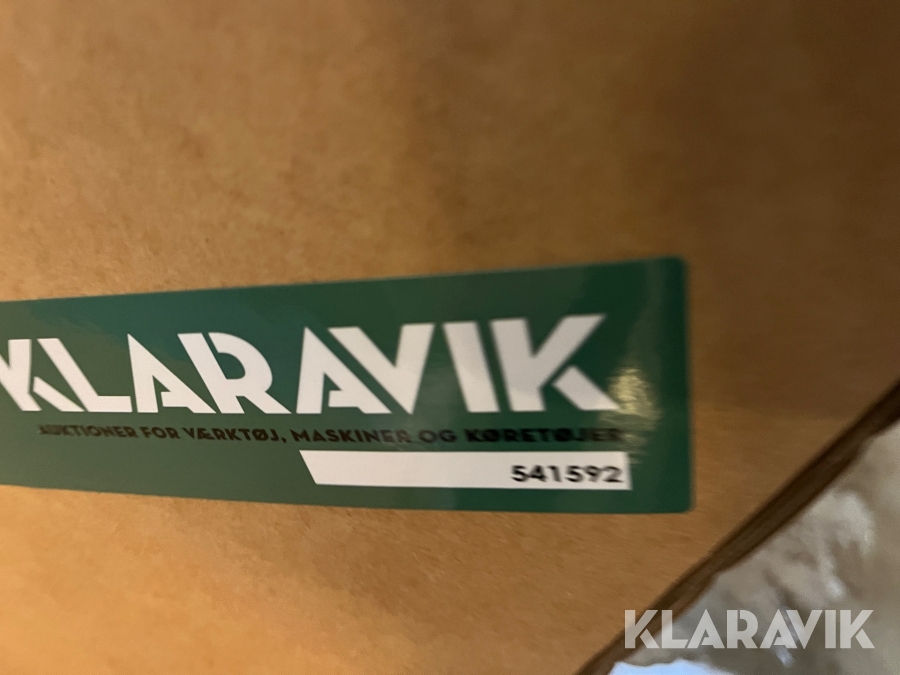 KLARAVIK
AUKTIONER FOR VÆRKTØJ, MASKINER OG KØRETØJER
541592
KLARAVIK